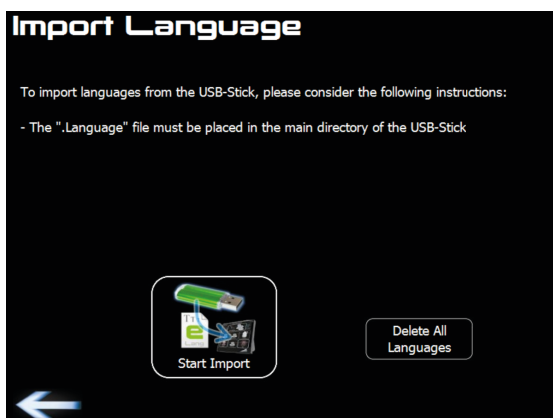 Import Language
To import languages from the USB-Stick, please consider the following instructions:
- The ".Language" file must be placed in the main directory of the USB-Stick
Start Import
Delete All
Languages